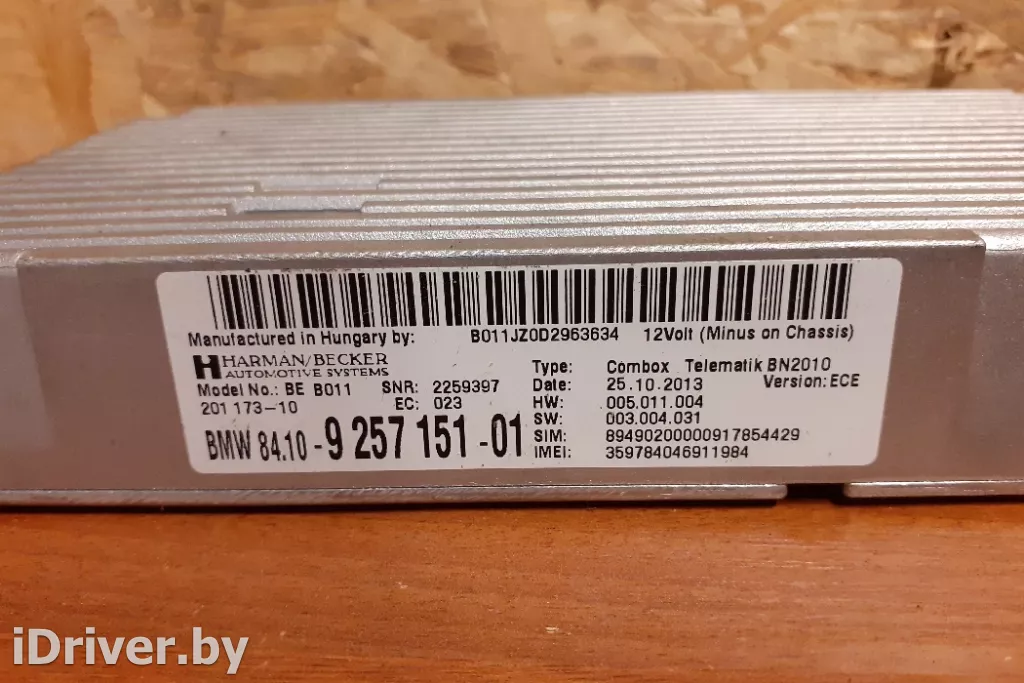 Manufactured in Hungary by: B011JZ0D2963634 12Volt (Minus on Chassis)
HARMAN/BECKER
AUTOMOTIVE SYSTEMS
Model No.: BE B011 SNR: 2259397
201 173-10 EC: 023
BMW 84.10-9 257 151-01
Type: Combox Telematik BN2010
Date: 25.10.2013 Version: ECE
HW: 005.011.004
SW: 003.004.031
SIM: 89490200000917854429
IMEI: 359784046911984
iDriver.by